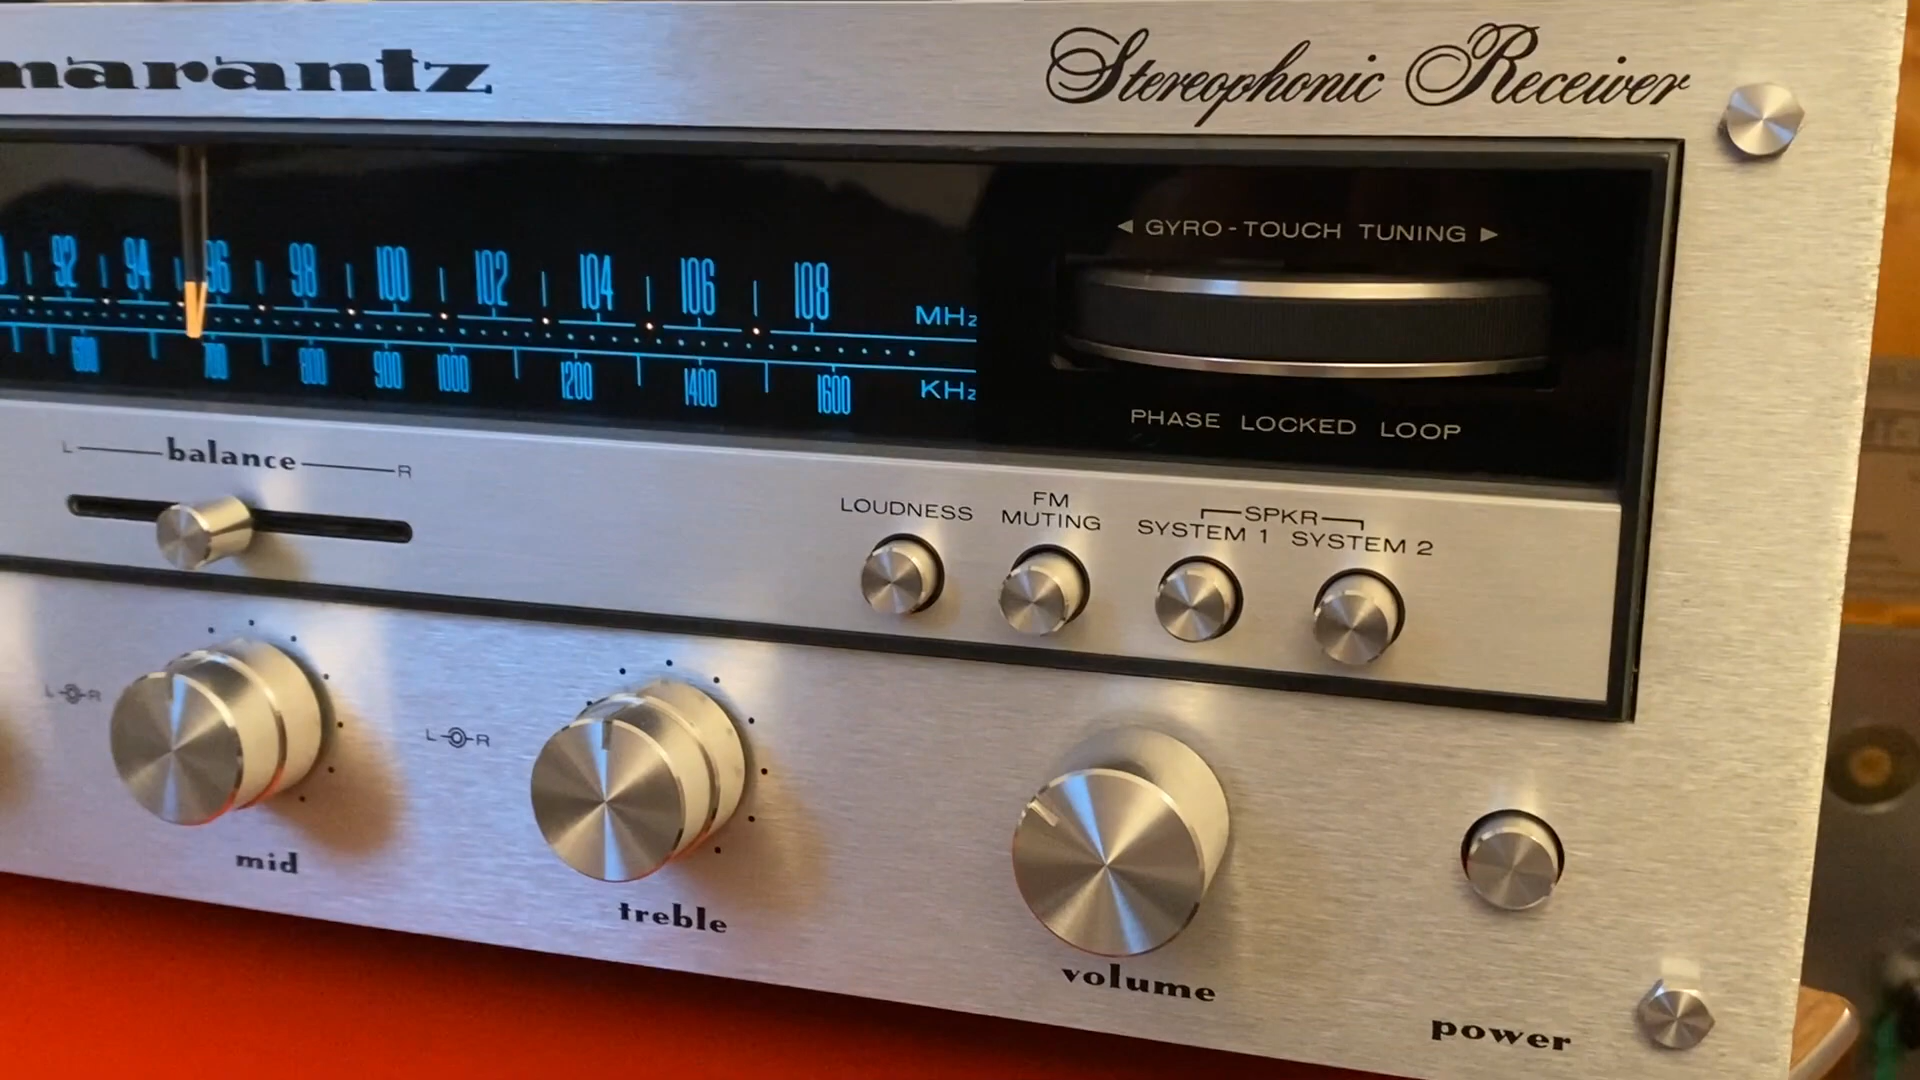 marantz
Stereophonic Receiver
◄ GYRO-TOUCH TUNING ►
92 94 96 98 100 102 104 106 108 MHz
600 700 800 900 1000 1200 1400 1600 KHz
PHASE LOCKED LOOP
L balance R
LOUDNESS
FM
MUTING
SPKR
SYSTEM 1 SYSTEM 2
L R
L R
mid
treble
volume
power